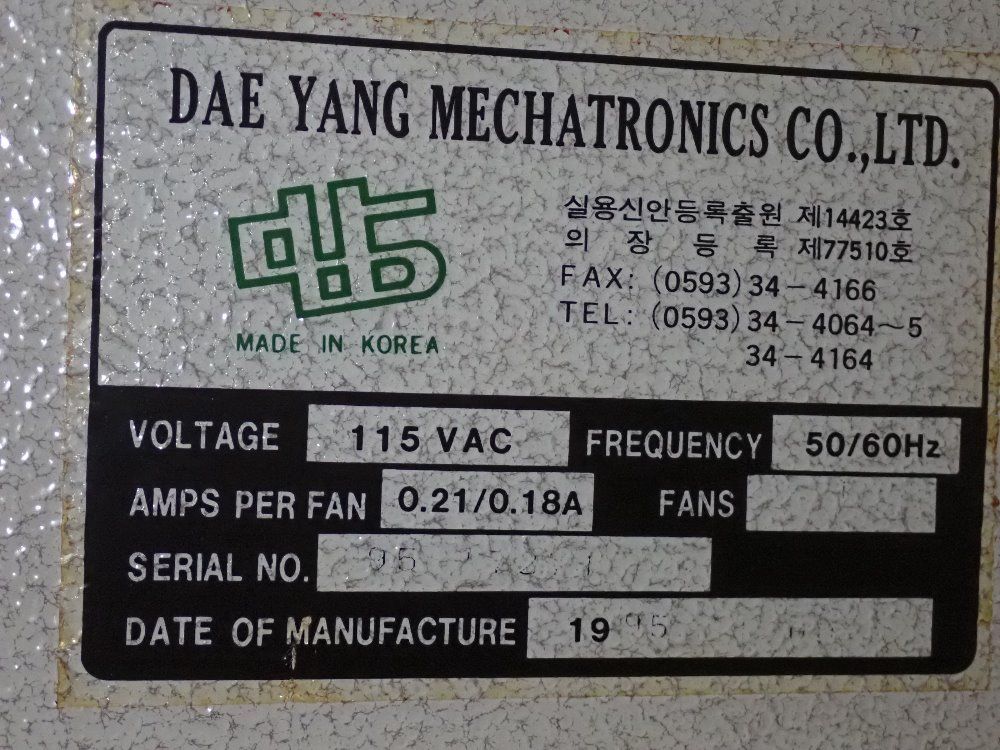 DAE YANG MECHATRONICS CO.,LTD.
실용신안등록출원 제14423호
의 장 등 록 제77510호
FAX: (0593) 34-4166
TEL: (0593) 34-4064~5
34-4164
MADE IN KOREA
VOLTAGE 115 VAC FREQUENCY 50/60Hz
AMPS PER FAN 0.21/0.18A FANS
SERIAL NO.
DATE OF MANUFACTURE 1995